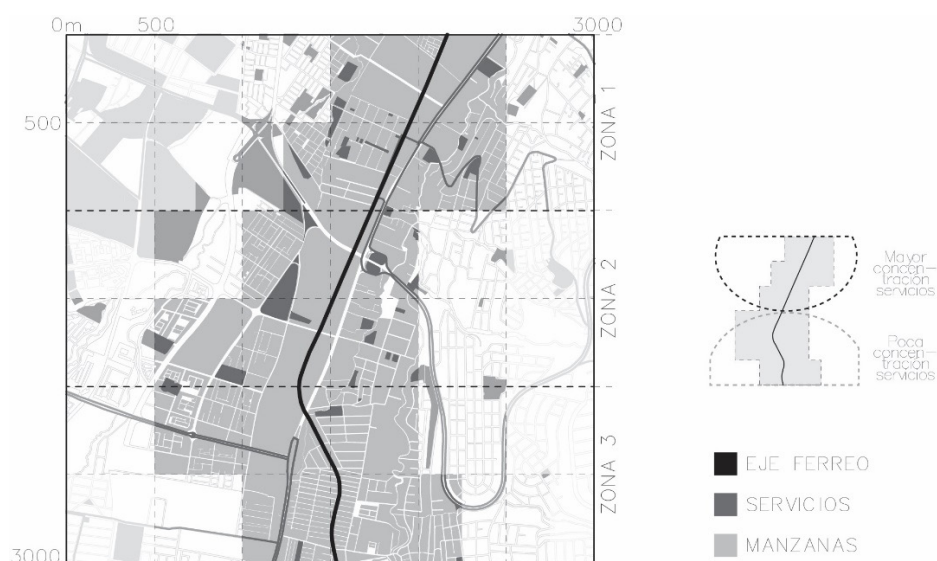 0m 500 3000
500
3000
ZONA 1
ZONA 2
ZONA 3
Mayor
concen-
tración
servicios
Poca
concen-
tración
servicios
EJE FERREO
SERVICIOS
MANZANAS